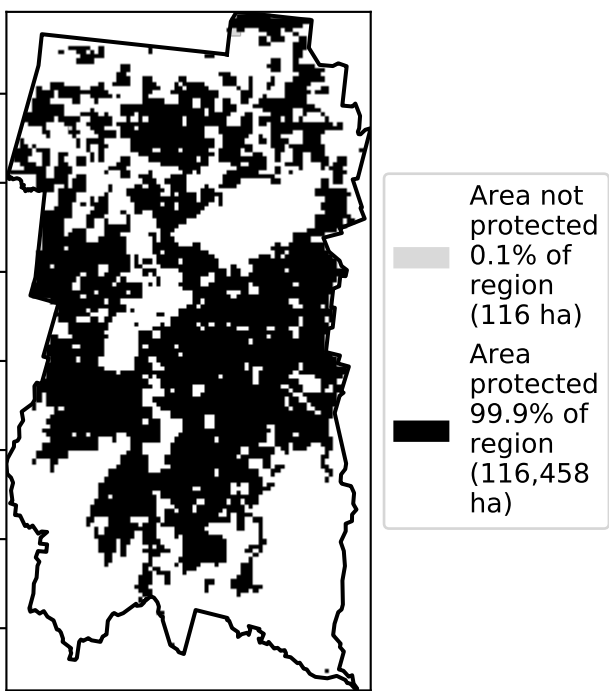 Area not
protected
0.1% of
region
(116 ha)
Area
protected
99.9% of
region
(116,458
ha)